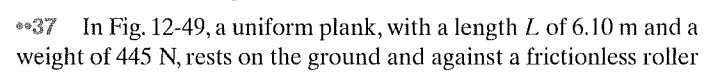 ••37 In Fig. 12-49, a uniform plank, with a length L of 6.10 m and a
weight of 445 N, rests on the ground and against a frictionless roller